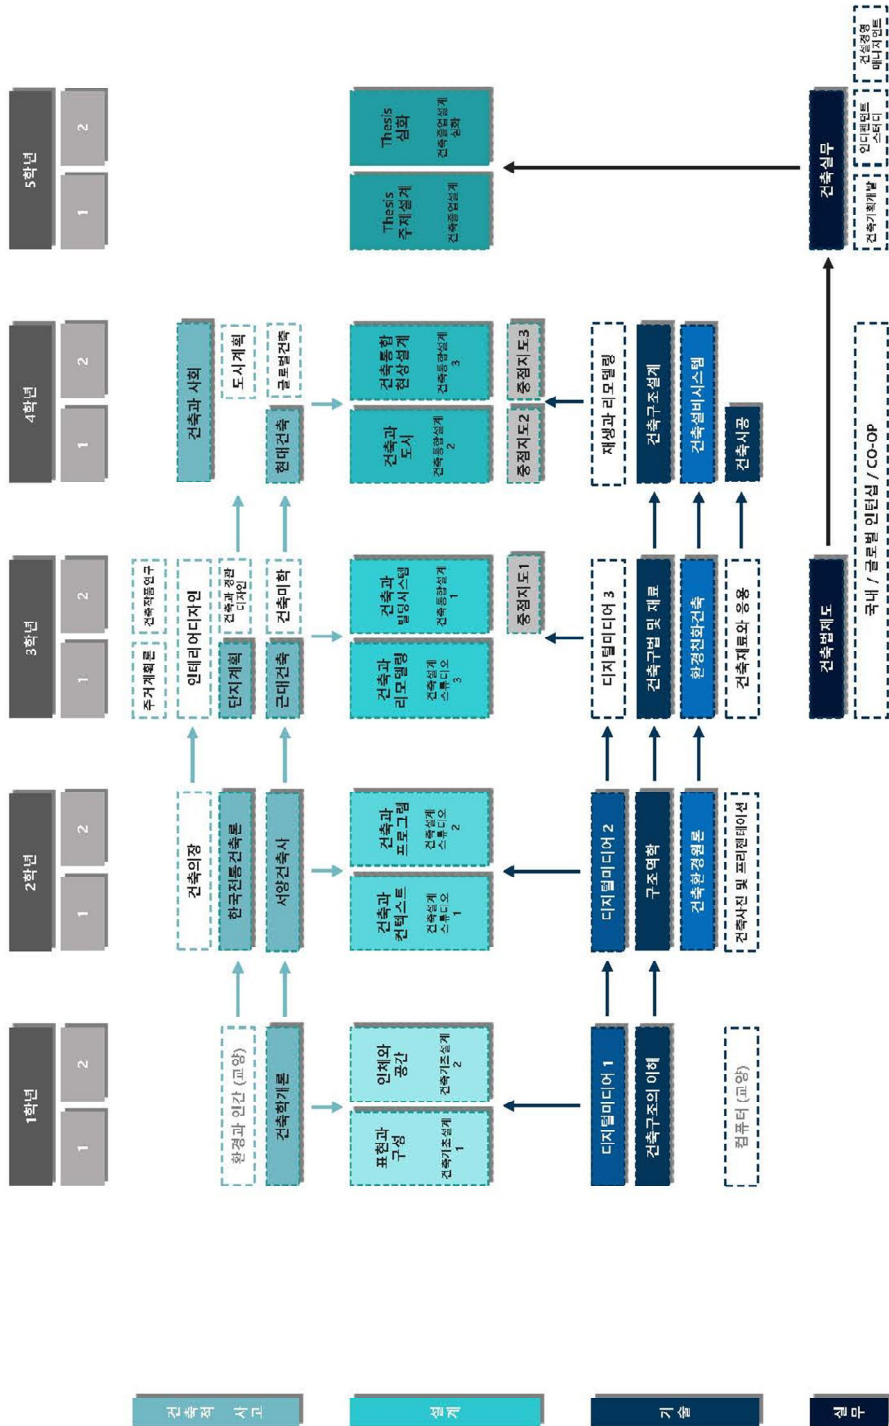 1학년
2학년
3학년
4학년
5학년
1
2
1
2
1
2
1
2
1
2
건축적 사고
주거계획론
건축작품연구
건축의장
인테리어디자인
건축과 사회
환경과 인간 (교양)
한국전통건축론
단지계획
건축과 경관
디자인
도시계획
건축학개론
서양건축사
근대건축
건축미학
현대건축
글로벌건축
설계
표현과
구성
건축기초설계
1
인체와
공간
건축기초설계
2
건축과
컨텍스트
건축설계
스튜디오
1
건축과
프로그램
건축설계
스튜디오
2
건축과
리모델링
건축설계
스튜디오
3
건축과
빌딩시스템
건축통합설계
1
건축과
도시
건축통합설계
2
건축통합
현상설계
건축통합설계
3
Thesis
주제설계
건축졸업설계
Thesis
심화
건축졸업설계
심화
중점지도1
중점지도2
중점지도3
기술
디지털미디어 1
디지털미디어 2
디지털미디어 3
재생과 리모델링
건축구조의 이해
구조역학
건축구법 및 재료
건축구조설계
건축환경원론
환경친화건축
건축설비시스템
컴퓨터 (교양)
건축사진 및 프리젠테이션
건축재료와 응용
건축시공
실무
건축법제도
건축실무
국내 / 글로벌 인턴십 / CO-OP
건축기획개발
인디펜던트
스터디
건설경영
매니지먼트